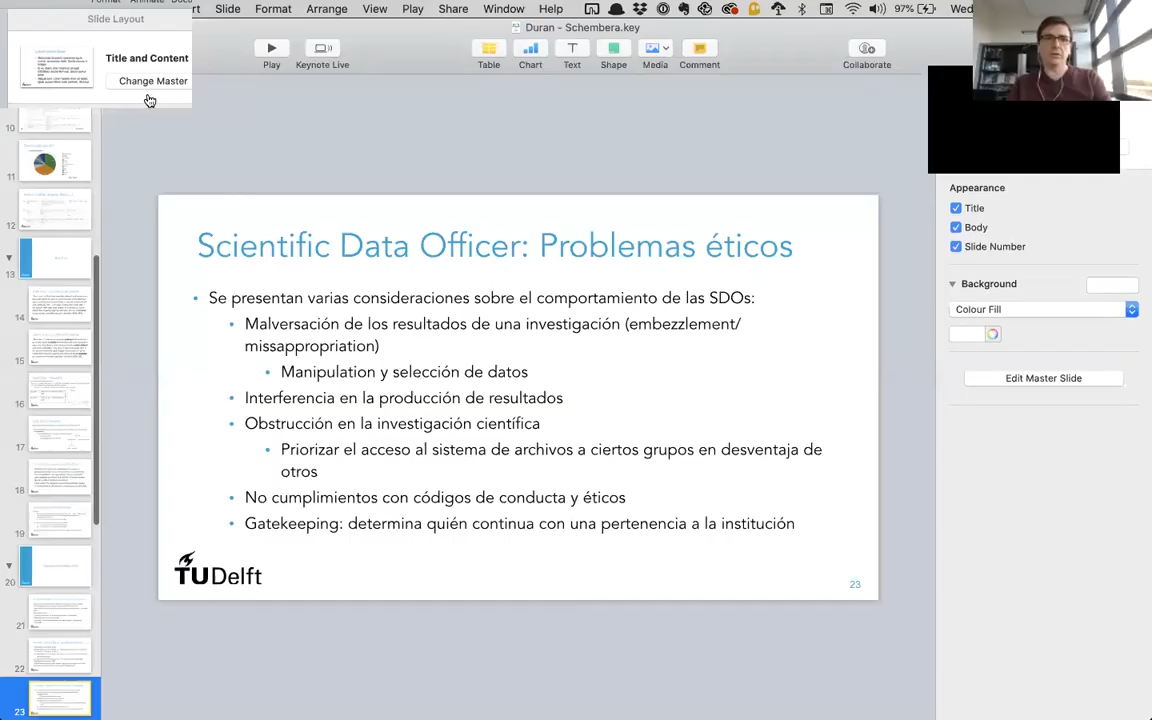 Format Animate
Slide Layout
rt Slide Format Arrange View Play Share Window Help 97% Wed
Duran - Schembera.key
Title and Content
Change Master
Play
Keynote Live
Table
Chart
Text
Shape
Media
Comment
Collaborate
10
11
12
13
14
15
16
17
18
19
20
21
22
23
Scientific Data Officer: Problemas éticos
• Se presentan varias consideraciones sobre el comportamiento de las SDOs:
• Malversación de los resultados de una investigación (embezzlement/
missappropriation)
• Manipulation y selección de datos
• Interferencia en la producción de resultados
• Obstrucción en la investigación científica
• Priorizar el acceso al sistema de archivos a ciertos grupos en desventaja de
otros
• No cumplimientos con códigos de conducta y éticos
• Gatekeeping: determina quién continua con una pertenencia a la institución
TUDelft
23
Appearance
Title
Body
Slide Number
Background
Colour Fill
Edit Master Slide